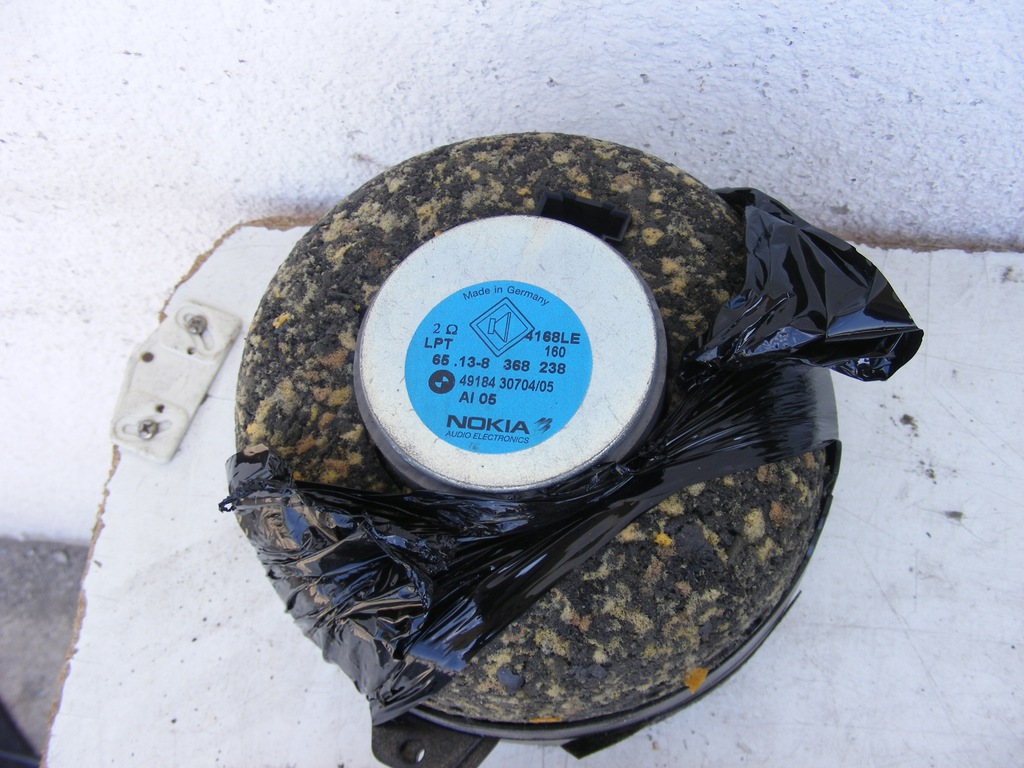 Made in Germany
2 Ω 4168LE
LPT 160
65 .13-8 368 238
49184 30704/05
AI 05
NOKIA
AUDIO ELECTRONICS